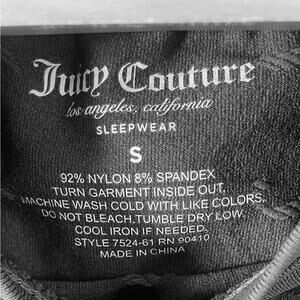 Juicy Couture
los angeles, california
SLEEPWEAR
S
92% NYLON 8% SPANDEX
TURN GARMENT INSIDE OUT,
MACHINE WASH COLD WITH LIKE COLORS,
DO NOT BLEACH.TUMBLE DRY LOW.
COOL IRON IF NEEDED.
STYLE 7524-61 RN 90410
MADE IN CHINA